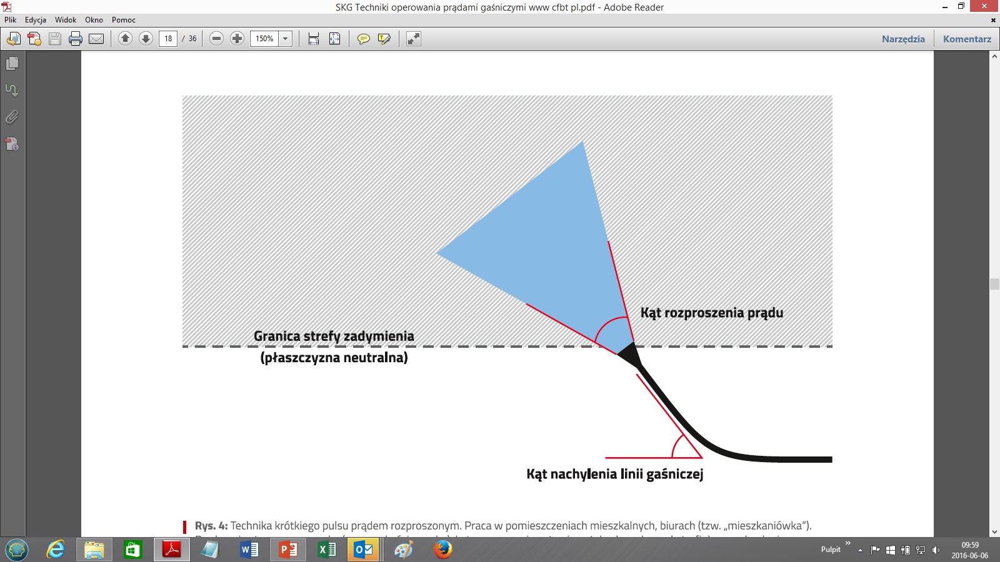 SKG Techniki operowania prądami gaśniczymi www cfbt pl.pdf - Adobe Reader
Plik Edycja Widok Okno Pomoc
18 / 36 150% Narzędzia Komentarz
Kąt rozproszenia prądu
Granica strefy zadymienia
(płaszczyzna neutralna)
Kąt nachylenia linii gaśniczej
Rys. 4: Technika krótkiego pulsu prądem rozproszonym. Praca w pomieszczeniach mieszkalnych, biurach (tzw. „mieszkaniówka”).
Pulpit
09:59
2016-06-06